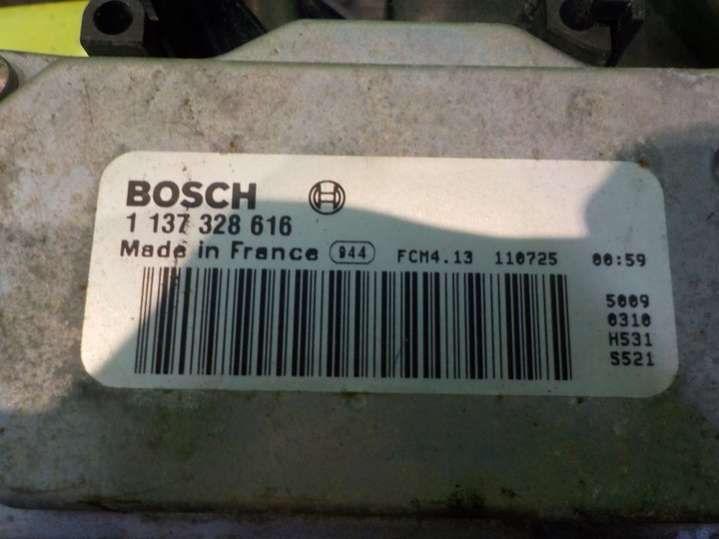 BOSCH
1 137 328 616
Made in France 944 FCM4.13 110725 00:59
5009
0310
H531
S521